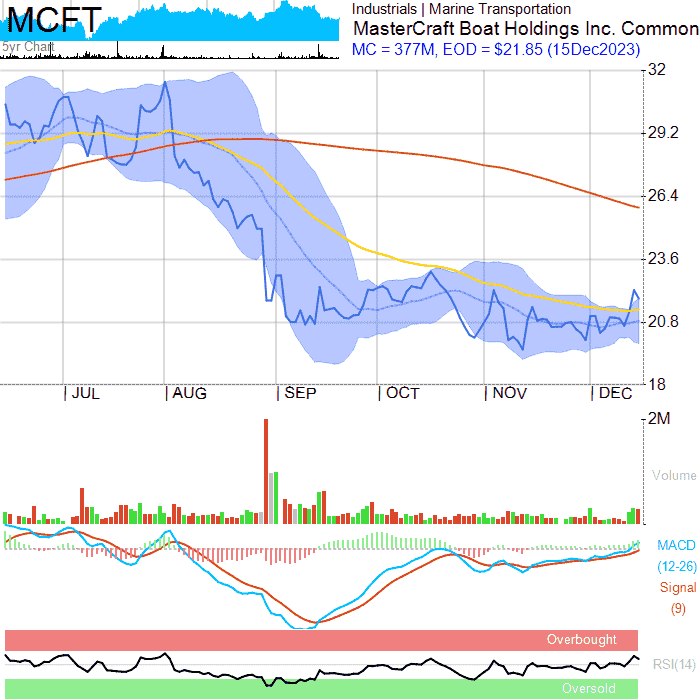 MCFT
5yr Chart
Industrials | Marine Transportation
MasterCraft Boat Holdings Inc. Common
MC = 377M, EOD = $21.85 (15Dec2023)
32
29.2
26.4
23.6
20.8
18
| JUL | AUG | SEP | OCT | NOV | DEC
2M
Volume
MACD
(12-26)
Signal
(9)
Overbought
RSI(14)
Oversold